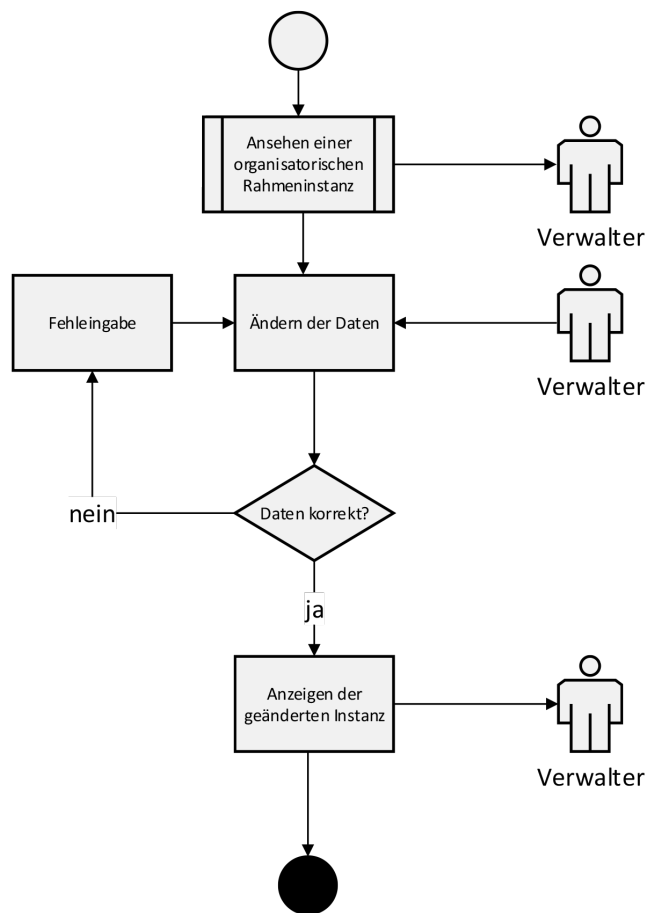 Ansehen einer
organisatorischen
Rahmeninstanz
Verwalter
Fehleingabe
Ändern der Daten
Verwalter
Daten korrekt?
nein
ja
Anzeigen der
geänderten Instanz
Verwalter